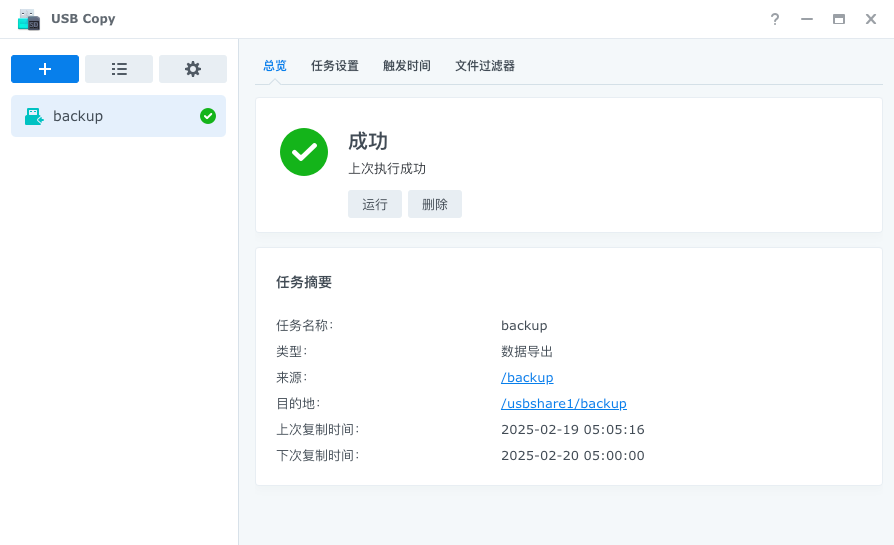 USB Copy
backup
总览 任务设置 触发时间 文件过滤器
成功
上次执行成功
运行 删除
任务摘要
任务名称: backup
类型: 数据导出
来源: /backup
目的地: /usbshare1/backup
上次复制时间: 2025-02-19 05:05:16
下次复制时间: 2025-02-20 05:00:00